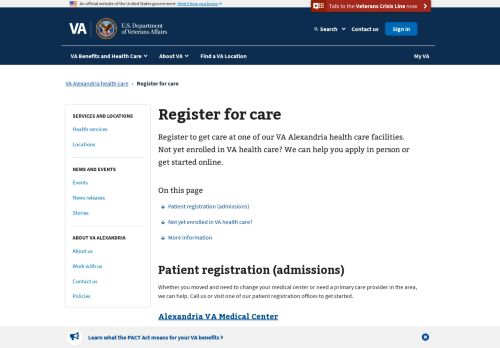 An official website of the United States government Here's how you know
Talk to the Veterans Crisis Line now
VA
U.S. Department
of Veterans Affairs
Search
Contact us
Sign in
VA Benefits and Health Care
About VA
Find a VA Location
My VA
VA Alexandria health care › Register for care
SERVICES AND LOCATIONS
Health services
Locations
NEWS AND EVENTS
Events
News releases
Stories
ABOUT VA ALEXANDRIA
About us
Work with us
Contact us
Policies
Register for care
Register to get care at one of our VA Alexandria health care facilities.
Not yet enrolled in VA health care? We can help you apply in person or
get started online.
On this page
Patient registration (admissions)
Not yet enrolled in VA health care?
More information
Patient registration (admissions)
Whether you moved and need to change your medical center or need a primary care provider in the area,
we can help. Call us or visit one of our patient registration offices to get started.
Alexandria VA Medical Center
Learn what the PACT Act means for your VA benefits